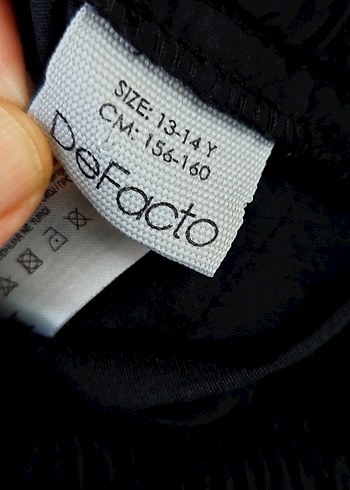 SIZE: 13-14 Y
CM: 156-160
DeFacto